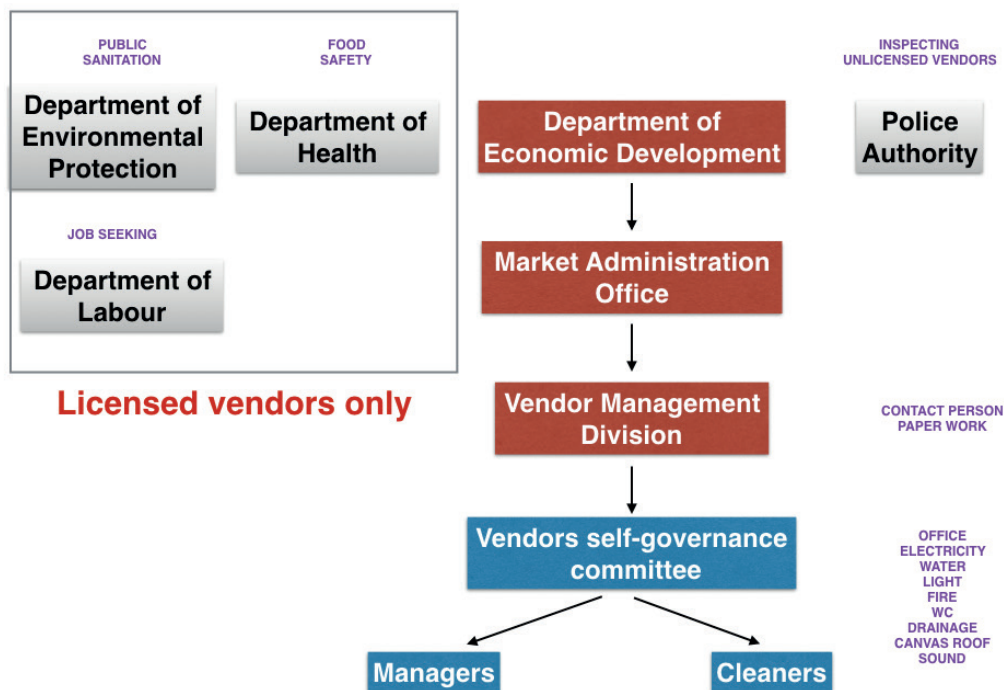 PUBLIC
SANITATION
Department of
Environmental
Protection
FOOD
SAFETY
Department of
Health
JOB SEEKING
Department of
Labour
Licensed vendors only
Department of
Economic Development
Market Administration
Office
Vendor Management
Division
Vendors self-governance
committee
Managers
Cleaners
INSPECTING
UNLICENSED VENDORS
Police
Authority
CONTACT PERSON
PAPER WORK
OFFICE
ELECTRICITY
WATER
LIGHT
FIRE
WC
DRAINAGE
CANVAS ROOF
SOUND